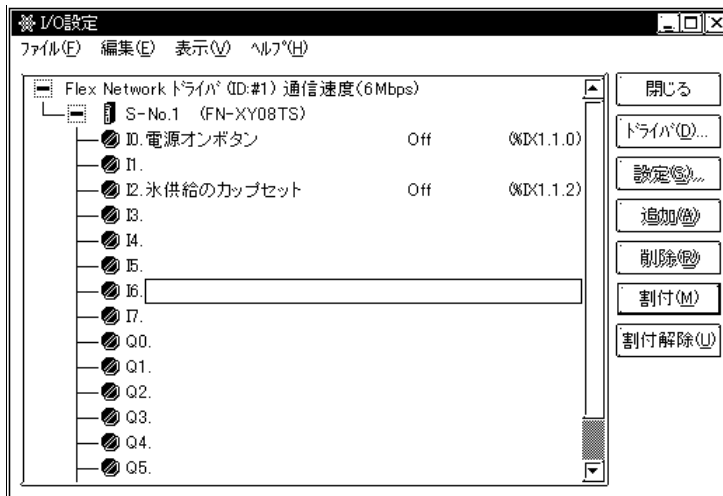 I/O設定
ファイル(F) 編集(E) 表示(V) ヘルプ(H)
Flex Network ドライバ (ID:#1) 通信速度(6Mbps)
S-No.1 (FN-XY08TS)
I0.電源オンボタン Off (%IX1.1.0)
I1.
I2.氷供給のカップセット Off (%IX1.1.2)
I3.
I4.
I5.
I6.
I7.
Q0.
Q1.
Q2.
Q3.
Q4.
Q5.
閉じる
ドライバ(D)...
設定(S)...
追加(A)
削除(R)
割付(M)
割付解除(U)